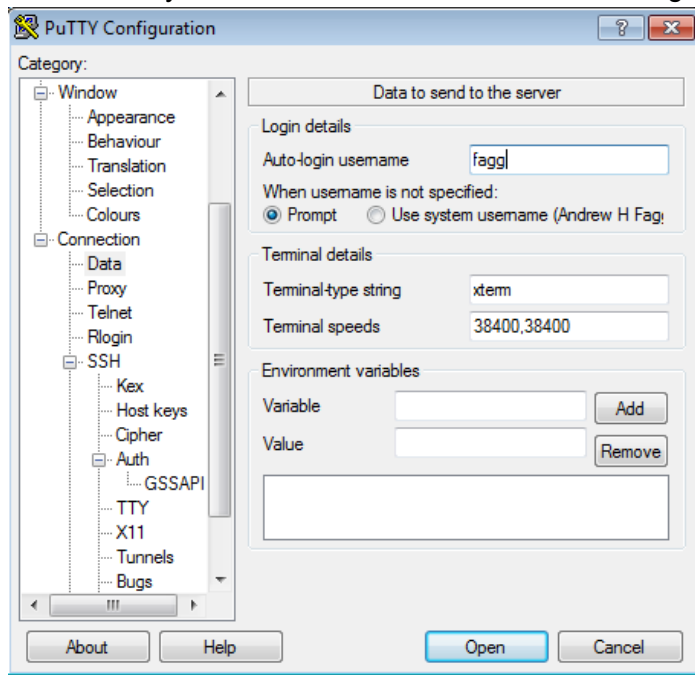 PuTTY Configuration
Category:
Window
Appearance
Behaviour
Translation
Selection
Colours
Connection
Data
Proxy
Telnet
Rlogin
SSH
Kex
Host keys
Cipher
Auth
GSSAPI
TTY
X11
Tunnels
Bugs
Data to send to the server
Login details
Auto-login username fagg
When username is not specified:
Prompt Use system username (Andrew H Fag
Terminal details
Terminal-type string xterm
Terminal speeds 38400,38400
Environment variables
Variable Add
Value Remove
About Help Open Cancel